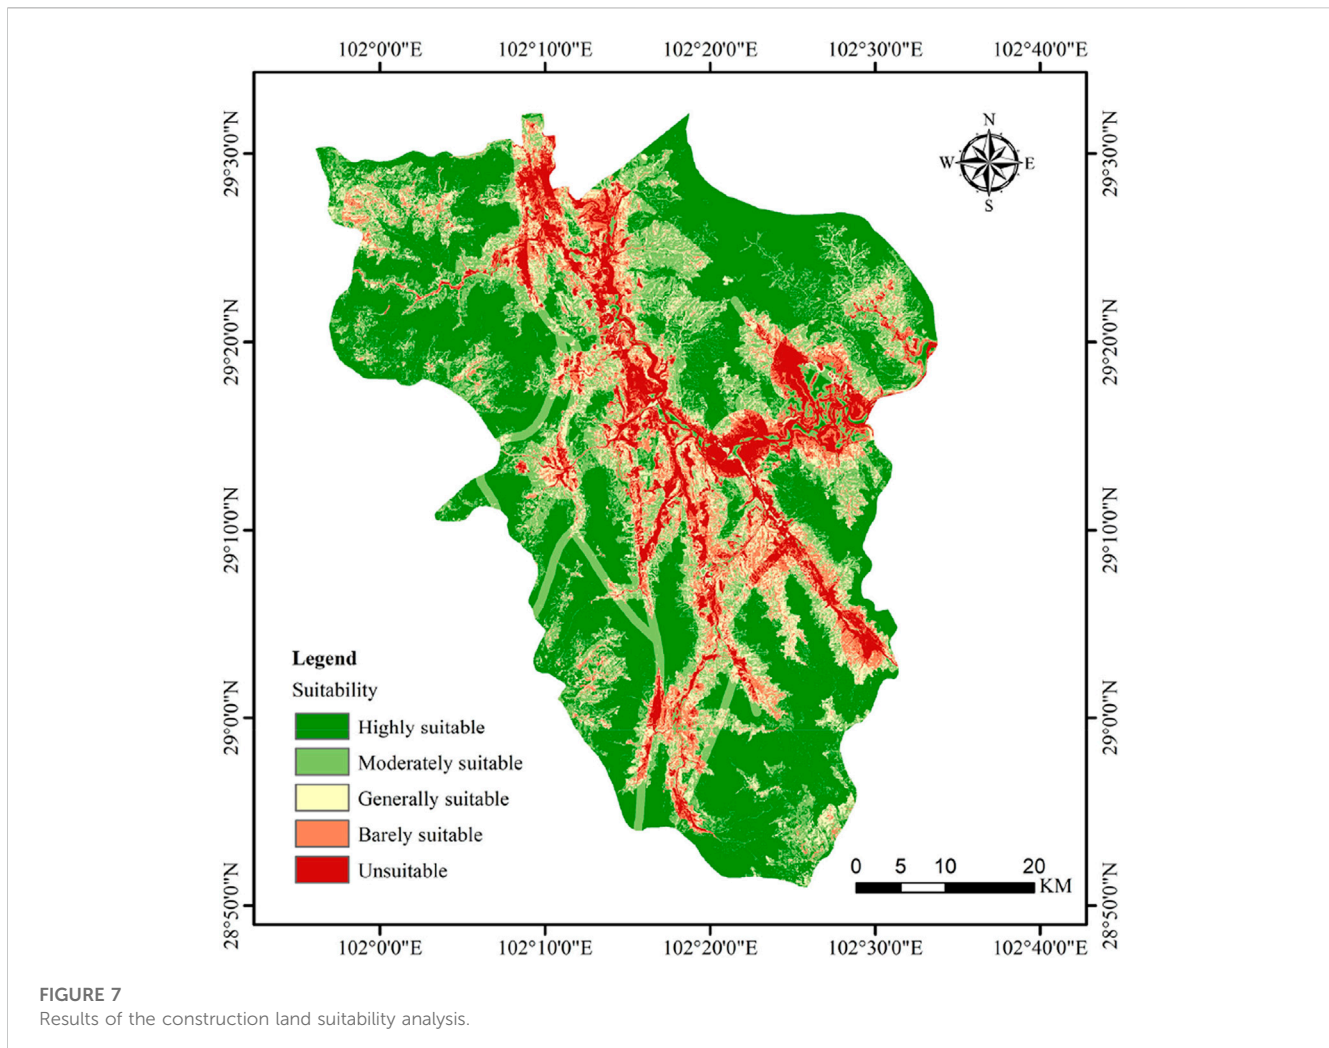 102°0'0"E 102°10'0"E 102°20'0"E 102°30'0"E 102°40'0"E
29°30'0"N
29°20'0"N
29°10'0"N
29°0'0"N
28°50'0"N
N
W E
S
29°30'0"N
29°20'0"N
29°10'0"N
29°0'0"N
28°50'0"N
Legend
Suitability
Highly suitable
Moderately suitable
Generally suitable
Barely suitable
Unsuitable
0 5 10 20
KM
102°0'0"E 102°10'0"E 102°20'0"E 102°30'0"E 102°40'0"E
FIGURE 7
Results of the construction land suitability analysis.